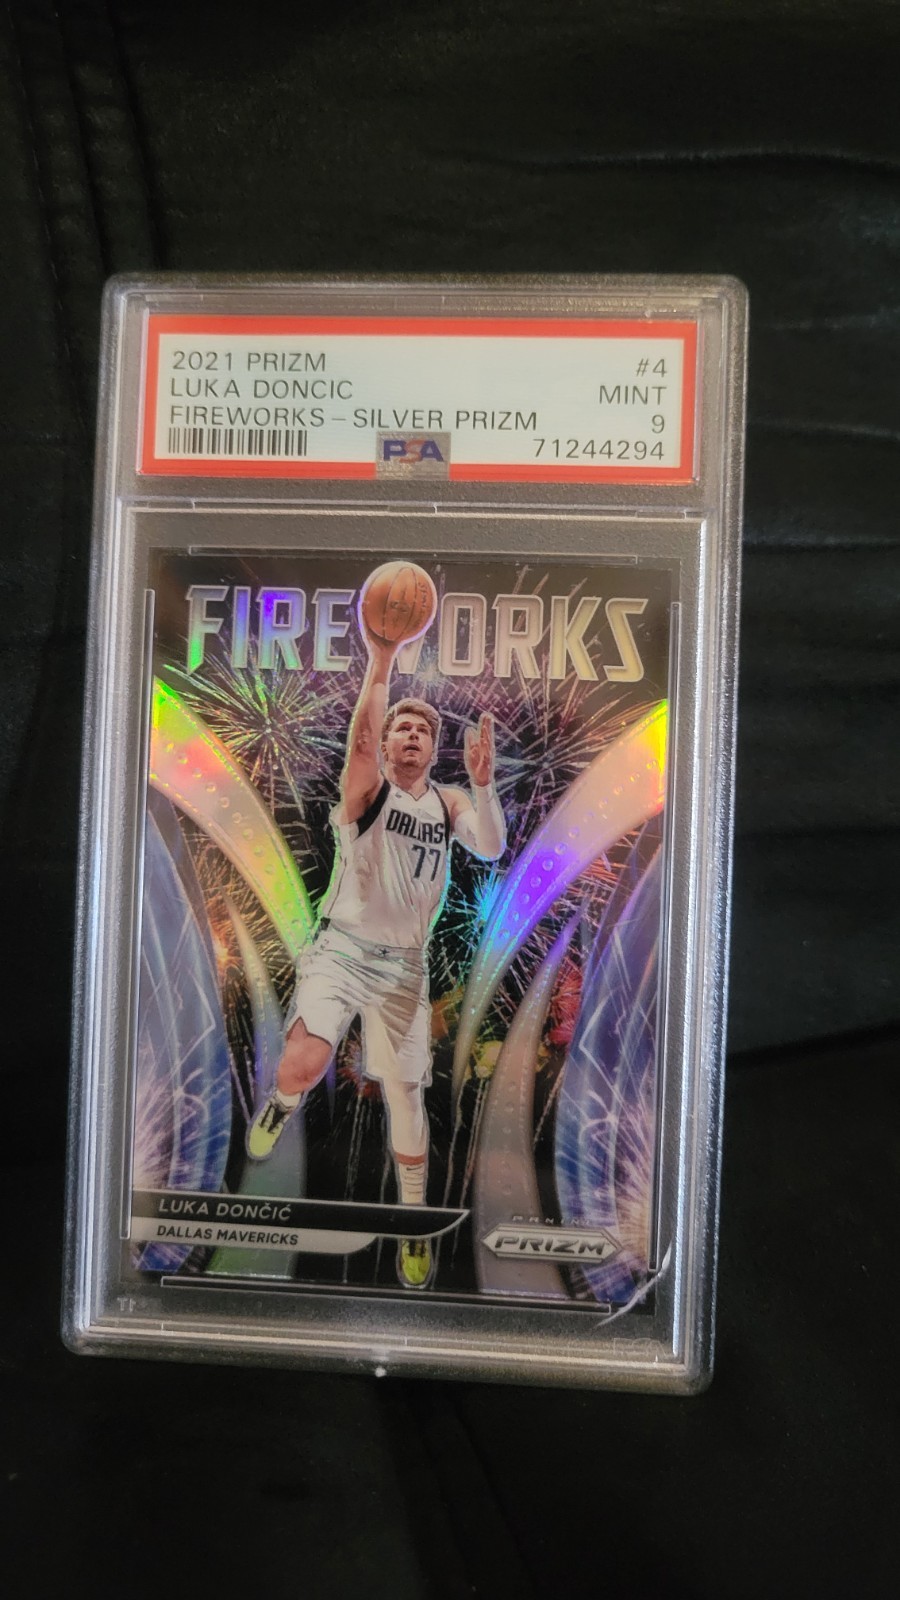 2021 PRIZM #4
LUKA DONCIC MINT
FIREWORKS - SILVER PRIZM 9
PSA 71244294
FIREWORKS
DALLAS
77
LUKA DONČIĆ
DALLAS MAVERICKS
PANINI
PRIZM